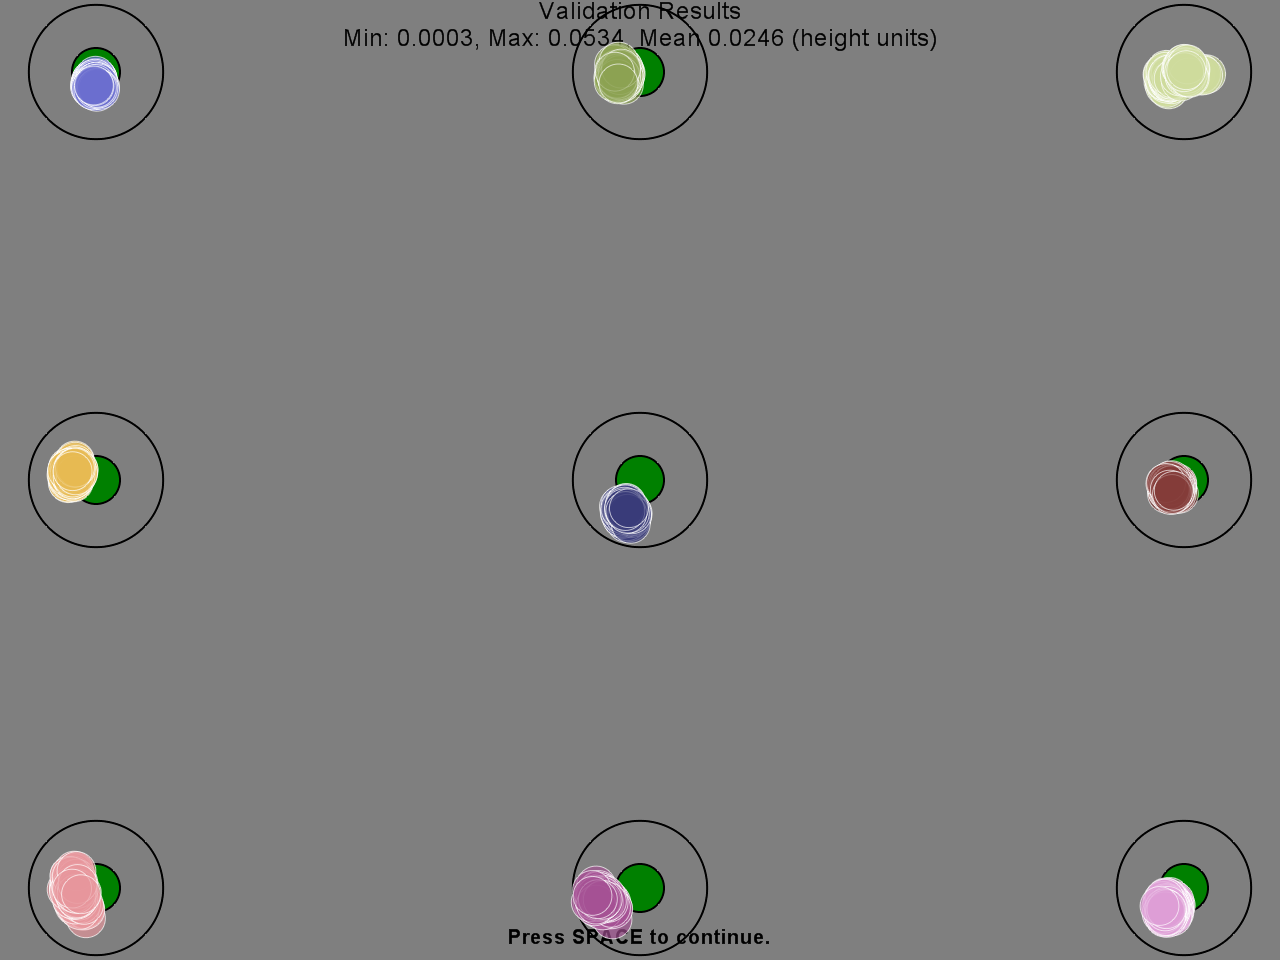 Validation Results
Min: 0.0003, Max: 0.0534, Mean 0.0246 (height units)
Press SPACE to continue.